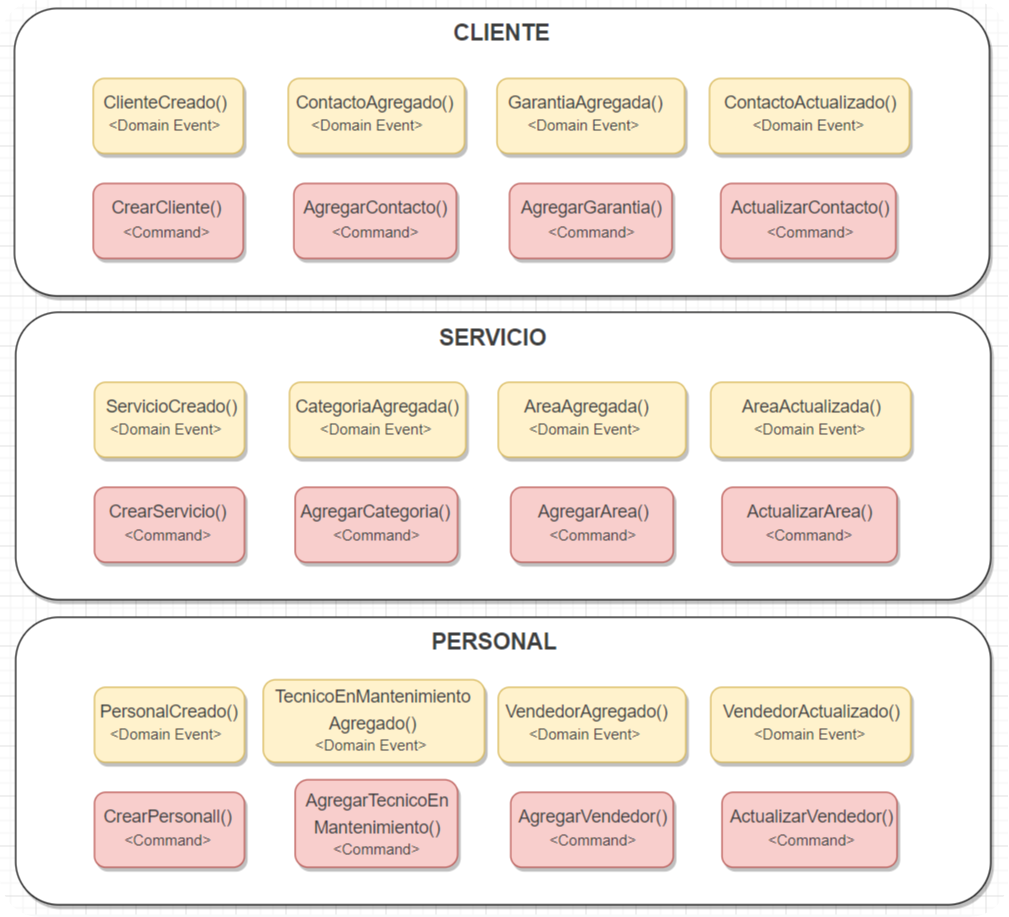 CLIENTE
ClienteCreado()
<Domain Event>
ContactoAgregado()
<Domain Event>
GarantiaAgregada()
<Domain Event>
ContactoActualizado()
<Domain Event>
CrearCliente()
<Command>
AgregarContacto()
<Command>
AgregarGarantia()
<Command>
ActualizarContacto()
<Command>
SERVICIO
ServicioCreado()
<Domain Event>
CategoriaAgregada()
<Domain Event>
AreaAgregada()
<Domain Event>
AreaActualizada()
<Domain Event>
CrearServicio()
<Command>
AgregarCategoria()
<Command>
AgregarArea()
<Command>
ActualizarArea()
<Command>
PERSONAL
PersonalCreado()
<Domain Event>
TecnicoEnMantenimiento
Agregado()
<Domain Event>
VendedorAgregado()
<Domain Event>
VendedorActualizado()
<Domain Event>
CrearPersonall()
<Command>
AgregarTecnicoEn
Mantenimiento()
<Command>
AgregarVendedor()
<Command>
ActualizarVendedor()
<Command>